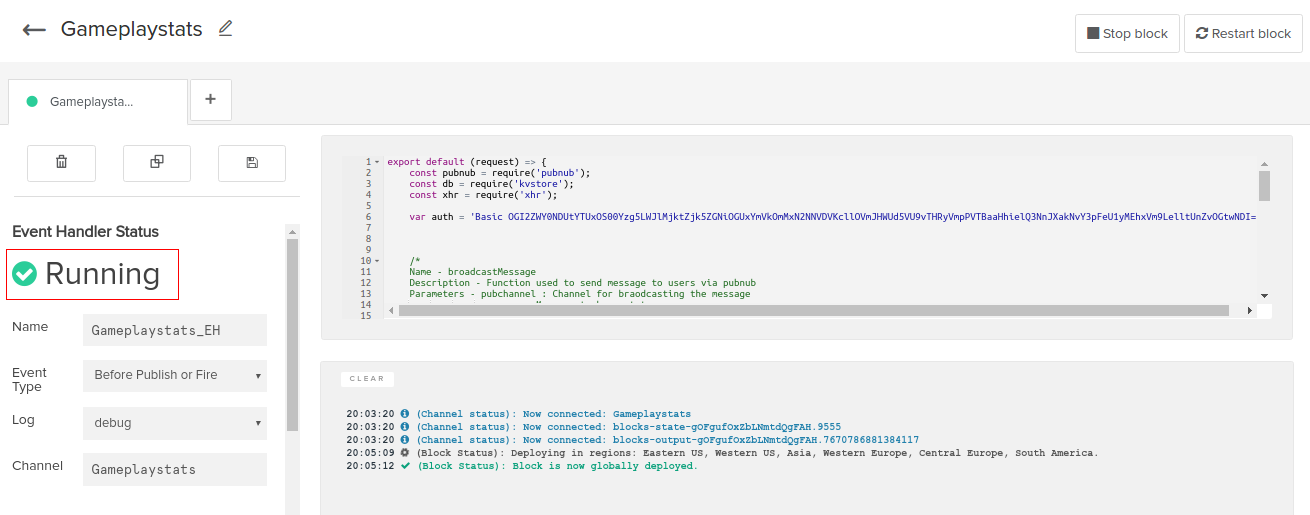 Gameplaystats
Stop block
Restart block
Gameplaysta...
+
Event Handler Status
Running
Name
Gameplaystats_EH
Event Type
Before Publish or Fire
Log
debug
Channel
Gameplaystats
1 export default (request) => {
2 const pubnub = require('pubnub');
3 const db = require('kvstore');
4 const xhr = require('xhr');
5
6 var auth = 'Basic
7
8
9
10 /*
11 Name - broadcastMessage
12 Description - Function used to send message to users via pubnub
13 Parameters - pubchannel : Channel for braodcasting the message
14
15
CLEAR
20:03:20 (Channel status): Now connected: Gameplaystats
20:03:20 (Channel status): Now connected: blocks-state-gOFgufOxZbLNmtdQgFAH.9555
20:03:20 (Channel status): Now connected: blocks-output-gOFgufOxZbLNmtdQgFAH.7670786881384117
20:05:09 (Block Status): Deploying in regions: Eastern US, Western US, Asia, Western Europe, Central Europe, South America.
20:05:12 (Block Status): Block is now globally deployed.